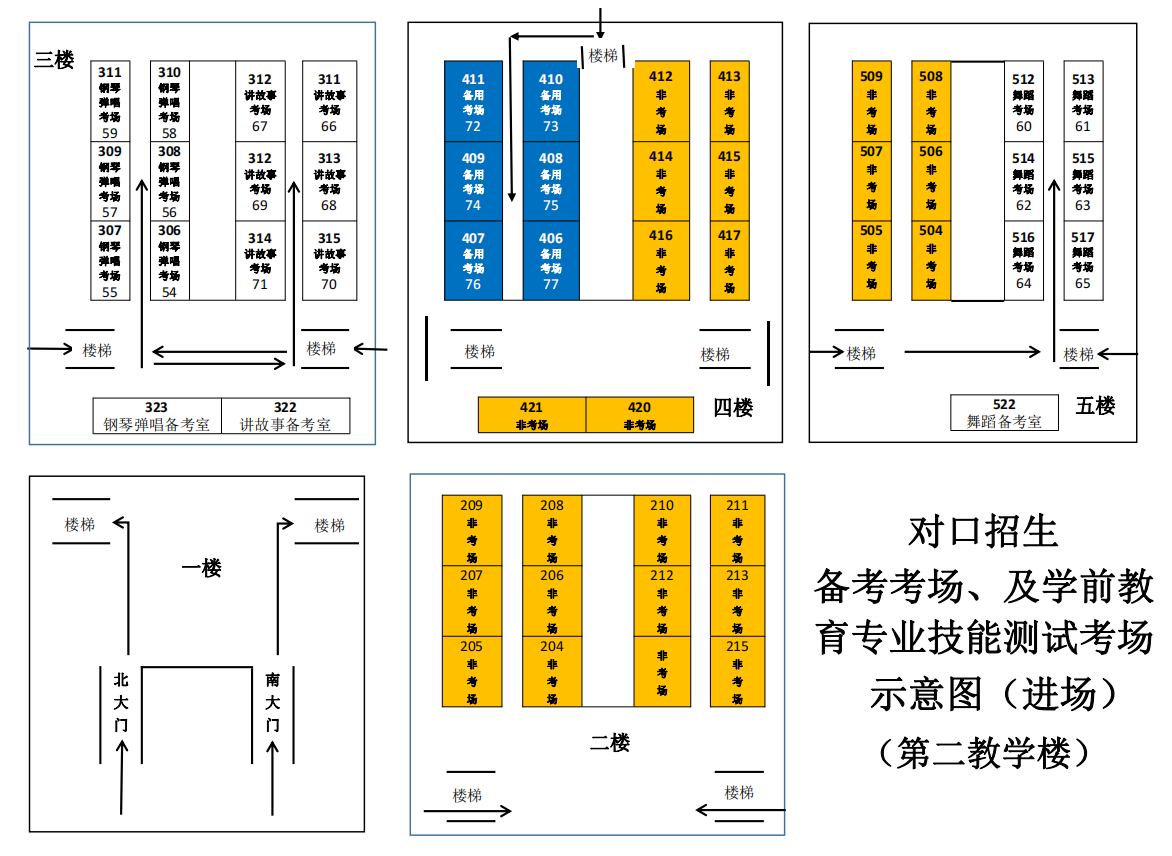 三楼
311
钢琴
弹唱
考场
59
310
钢琴
弹唱
考场
58
312
讲故事
考场
67
311
讲故事
考场
66
309
钢琴
弹唱
考场
57
308
钢琴
弹唱
考场
56
312
讲故事
考场
69
313
讲故事
考场
68
307
钢琴
弹唱
考场
55
306
钢琴
弹唱
考场
54
314
讲故事
考场
71
315
讲故事
考场
70
楼梯
楼梯
323
钢琴弹唱备考室
322
讲故事备考室
楼梯
411
备用
考场
72
410
备用
考场
73
412
非
考
场
413
非
考
场
409
备用
考场
74
408
备用
考场
75
414
非
考
场
415
非
考
场
407
备用
考场
76
406
备用
考场
77
416
非
考
场
417
非
考
场
楼梯
楼梯
421
非考场
420
非考场
四楼
509
非
考
场
508
非
考
场
512
舞蹈
考场
60
513
舞蹈
考场
61
507
非
考
场
506
非
考
场
514
舞蹈
考场
62
515
舞蹈
考场
63
505
非
考
场
504
非
考
场
516
舞蹈
考场
64
517
舞蹈
考场
65
楼梯
楼梯
522
舞蹈备考室
五楼
楼梯
楼梯
一楼
北
大
门
南
大
门
209
非
考
场
208
非
考
场
210
非
考
场
211
非
考
场
207
非
考
场
206
非
考
场
212
非
考
场
213
非
考
场
205
非
考
场
204
非
考
场
非
考
场
215
非
考
场
二楼
楼梯
楼梯
对口招生
备考考场、及学前教
育专业技能测试考场
示意图（进场）
（第二教学楼）